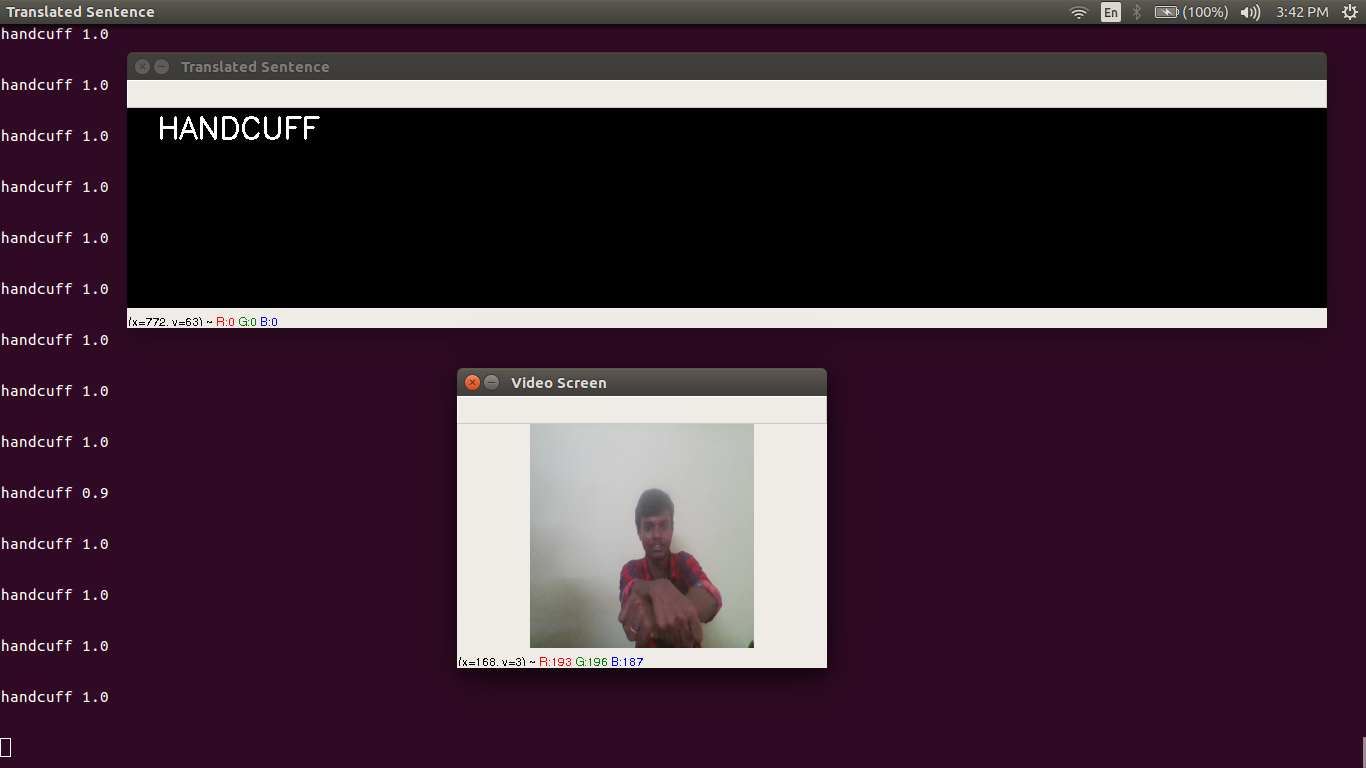 Translated Sentence En (100%) 3:42 PM
handcuff 1.0
handcuff 1.0
handcuff 1.0
handcuff 1.0
handcuff 1.0
handcuff 1.0
handcuff 1.0
handcuff 1.0
handcuff 1.0
handcuff 0.9
handcuff 1.0
handcuff 1.0
handcuff 1.0
handcuff 1.0
Translated Sentence
HANDCUFF
(x=772, y=63) ~ R:0 G:0 B:0
Video Screen
(x=168, y=3) ~ R:193 G:196 B:187